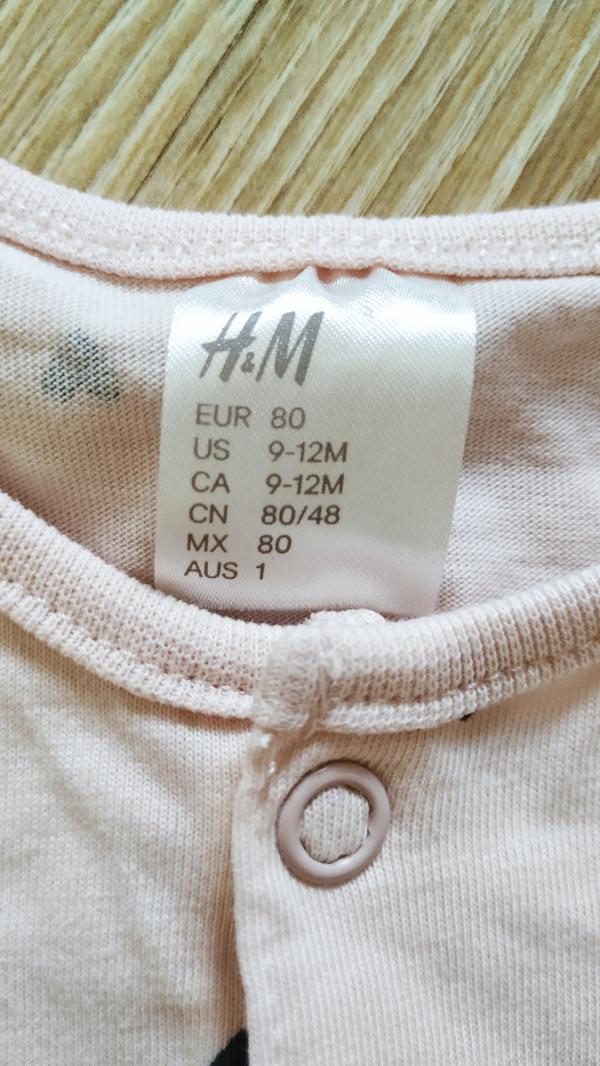 H&M
EUR 80
US 9-12M
CA 9-12M
CN 80/48
MX 80
AUS 1